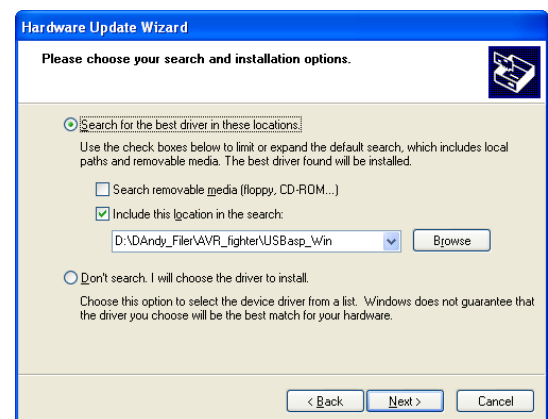 Hardware Update Wizard
Please choose your search and installation options.
Search for the best driver in these locations.
Use the check boxes below to limit or expand the default search, which includes local
paths and removable media. The best driver found will be installed.
Search removable media (floppy, CD-ROM...)
Include this location in the search:
D:\DAndy_Filer\AVR_fighter\USBasp_Win
Browse
Don't search. I will choose the driver to install.
Choose this option to select the device driver from a list. Windows does not guarantee that
the driver you choose will be the best match for your hardware.
< Back Next > Cancel